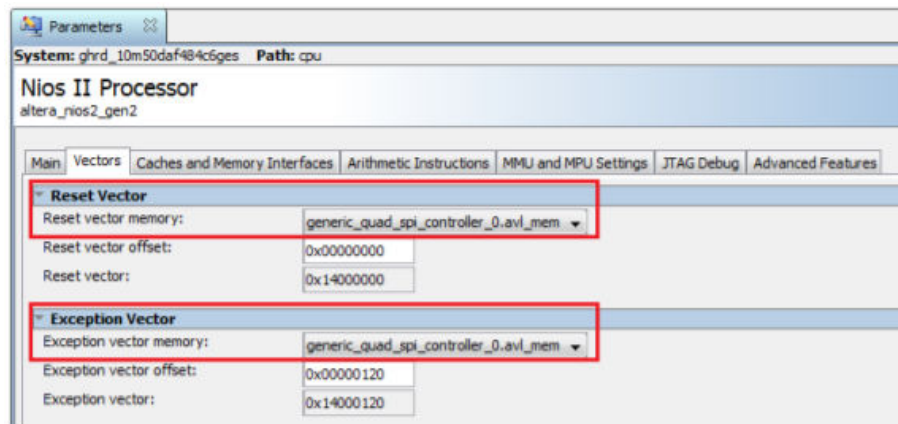 Parameters
System: ghrd_10m50daf484c6ges Path: cpu
Nios II Processor
altera_nios2_gen2
Main Vectors Caches and Memory Interfaces Arithmetic Instructions MMU and MPU Settings JTAG Debug Advanced Features
Reset Vector
Reset vector memory: generic_quad_spi_controller_0.avl_mem
Reset vector offset: 0x00000000
Reset vector: 0x14000000
Exception Vector
Exception vector memory: generic_quad_spi_controller_0.avl_mem
Exception vector offset: 0x00000120
Exception vector: 0x14000120